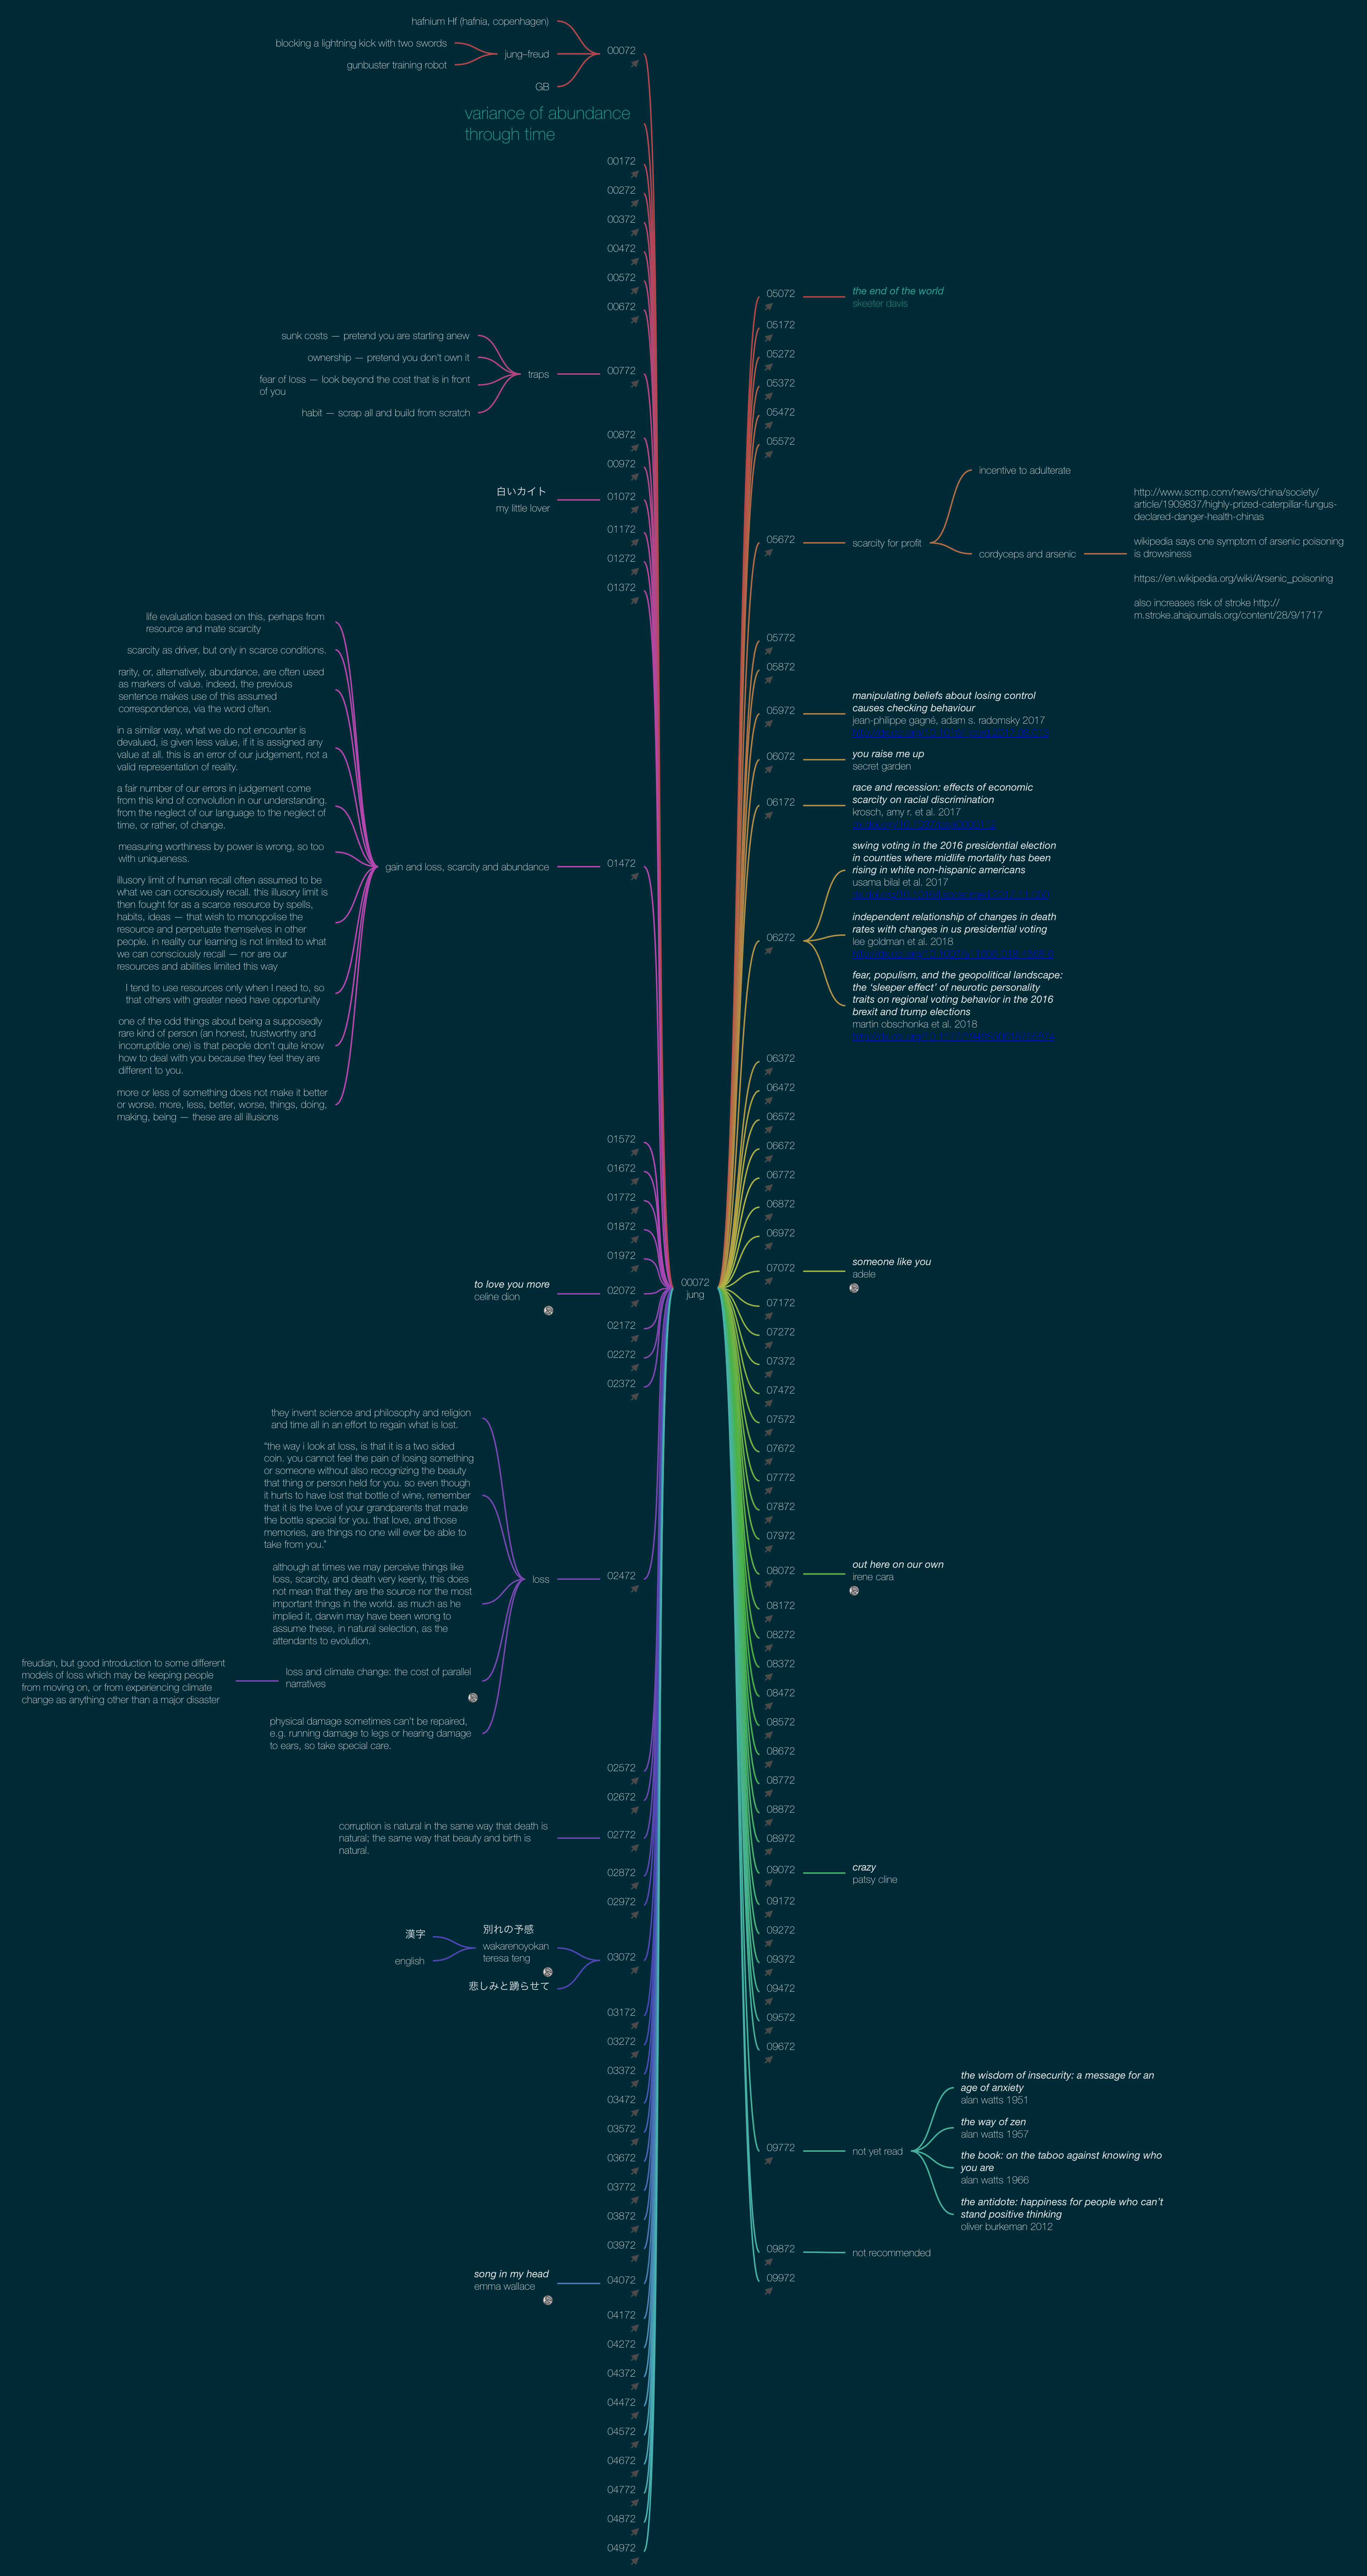 hafnium Hf (hafnia, copenhagen)
blocking a lightning kick with two swords
gunbuster training robot
jung–freud
GB
00072
variance of abundance
through time
00172
00272
00372
00472
00572
00672
sunk costs — pretend you are starting anew
ownership — pretend you don't own it
fear of loss — look beyond the cost that is in front
of you
habit — scrap all and build from scratch
traps
00772
00872
00972
白いカイト
my little lover
01072
01172
01272
01372
life evaluation based on this, perhaps from
resource and mate scarcity
scarcity as driver, but only in scarce conditions.
rarity, or, alternatively, abundance, are often used
as markers of value. indeed, the previous
sentence makes use of this assumed
correspondence, via the word often.
in a similar way, what we do not encounter is
devalued, is given less value, if it is assigned any
value at all. this is an error of our judgement, not a
valid representation of reality.
a fair number of our errors in judgement come
from this kind of convolution in our understanding.
from the neglect of our language to the neglect of
time, or rather, of change.
measuring worthiness by power is wrong, so too
with uniqueness.
illusory limit of human recall often assumed to be
what we can consciously recall. this illusory limit is
then fought for as a scarce resource by spells,
habits, ideas — that wish to monopolise the
resource and perpetuate themselves in other
people. in reality our learning is not limited to what
we can consciously recall — nor are our
resources and abilities limited this way
I tend to use resources only when I need to, so
that others with greater need have opportunity
one of the odd things about being a supposedly
rare kind of person (an honest, trustworthy and
incorruptible one) is that people don't quite know
how to deal with you because they feel they are
different to you.
more or less of something does not make it better
or worse. more, less, better, worse, things, doing,
making, being — these are all illusions
gain and loss, scarcity and abundance
01472
01572
01672
01772
01872
01972
to love you more
celine dion
02072
02172
02272
02372
they invent science and philosophy and religion
and time all in an effort to regain what is lost.
"the way i look at loss, is that it is a two sided
coin. you cannot feel the pain of losing something
or someone without also recognizing the beauty
that thing or person held for you. so even though
it hurts to have lost that bottle of wine, remember
that it is the love of your grandparents that made
the bottle special for you. that love, and those
memories, are things no one will ever be able to
take from you."
although at times we may perceive things like
loss, scarcity, and death very keenly, this does
not mean that they are the source nor the most
important things in the world. as much as he
implied it, darwin may have been wrong to
assume these, in natural selection, as the
attendants to evolution.
freudian, but good introduction to some different
models of loss which may be keeping people
from moving on, or from experiencing climate
change as anything other than a major disaster
loss and climate change: the cost of parallel
narratives
physical damage sometimes can't be repaired,
e.g. running damage to legs or hearing damage
to ears, so take special care.
loss
02472
02572
02672
corruption is natural in the same way that death is
natural; the same way that beauty and birth is
natural.
02772
02872
02972
漢字
english
別れの予感
wakarenoyokan
teresa teng
悲しみと踊らせて
03072
03172
03272
03372
03472
03572
03672
03772
03872
03972
song in my head
emma wallace
04072
04172
04272
04372
04472
04572
04672
04772
04872
04972
00072
jung
05072
the end of the world
skeeter davis
05172
05272
05372
05472
05572
05672
scarcity for profit
incentive to adulterate
cordyceps and arsenic
http://www.scmp.com/news/china/society/
article/1909837/highly-prized-caterpillar-fungus-
declared-danger-health-chinas
wikipedia says one symptom of arsenic poisoning
is drowsiness
https://en.wikipedia.org/wiki/Arsenic_poisoning
also increases risk of stroke http://
m.stroke.ahajournals.org/content/28/9/1717
05772
05872
05972
manipulating beliefs about losing control
causes checking behaviour
jean-philippe gagné, adam s. radomsky 2017
06072
you raise me up
secret garden
06172
race and recession: effects of economic
scarcity on racial discrimination
krosch, amy r. et al. 2017
06272
swing voting in the 2016 presidential election
in counties where midlife mortality has been
rising in white non-hispanic americans
usama bilal et al. 2017
independent relationship of changes in death
rates with changes in us presidential voting
lee goldman et al. 2018
fear, populism, and the geopolitical landscape:
the 'sleeper effect' of neurotic personality
traits on regional voting behavior in the 2016
brexit and trump elections
martin obschonka et al. 2018
06372
06472
06572
06672
06772
06872
06972
07072
someone like you
adele
07172
07272
07372
07472
07572
07672
07772
07872
07972
08072
out here on our own
irene cara
08172
08272
08372
08472
08572
08672
08772
08872
08972
09072
crazy
patsy cline
09172
09272
09372
09472
09572
09672
09772
not yet read
the wisdom of insecurity: a message for an
age of anxiety
alan watts 1951
the way of zen
alan watts 1957
the book: on the taboo against knowing who
you are
alan watts 1966
the antidote: happiness for people who can't
stand positive thinking
oliver burkeman 2012
09872
not recommended
09972